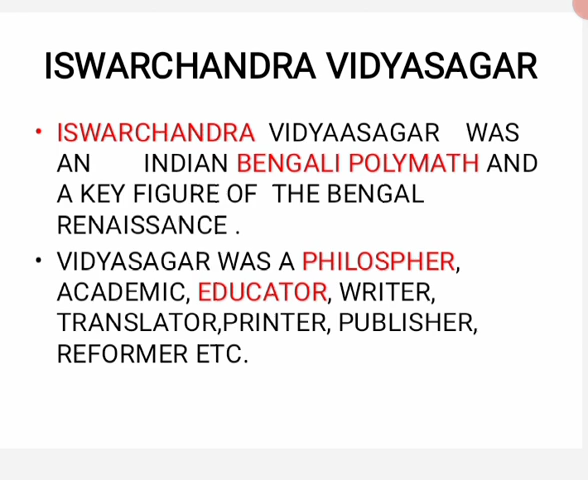 ISWARCHANDRA VIDYASAGAR
• ISWARCHANDRA VIDYAASAGAR WAS
AN INDIAN BENGALI POLYMATH AND
A KEY FIGURE OF THE BENGAL
RENAISSANCE .
• VIDYASAGAR WAS A PHILOSPHER,
ACADEMIC, EDUCATOR, WRITER,
TRANSLATOR,PRINTER, PUBLISHER,
REFORMER ETC.